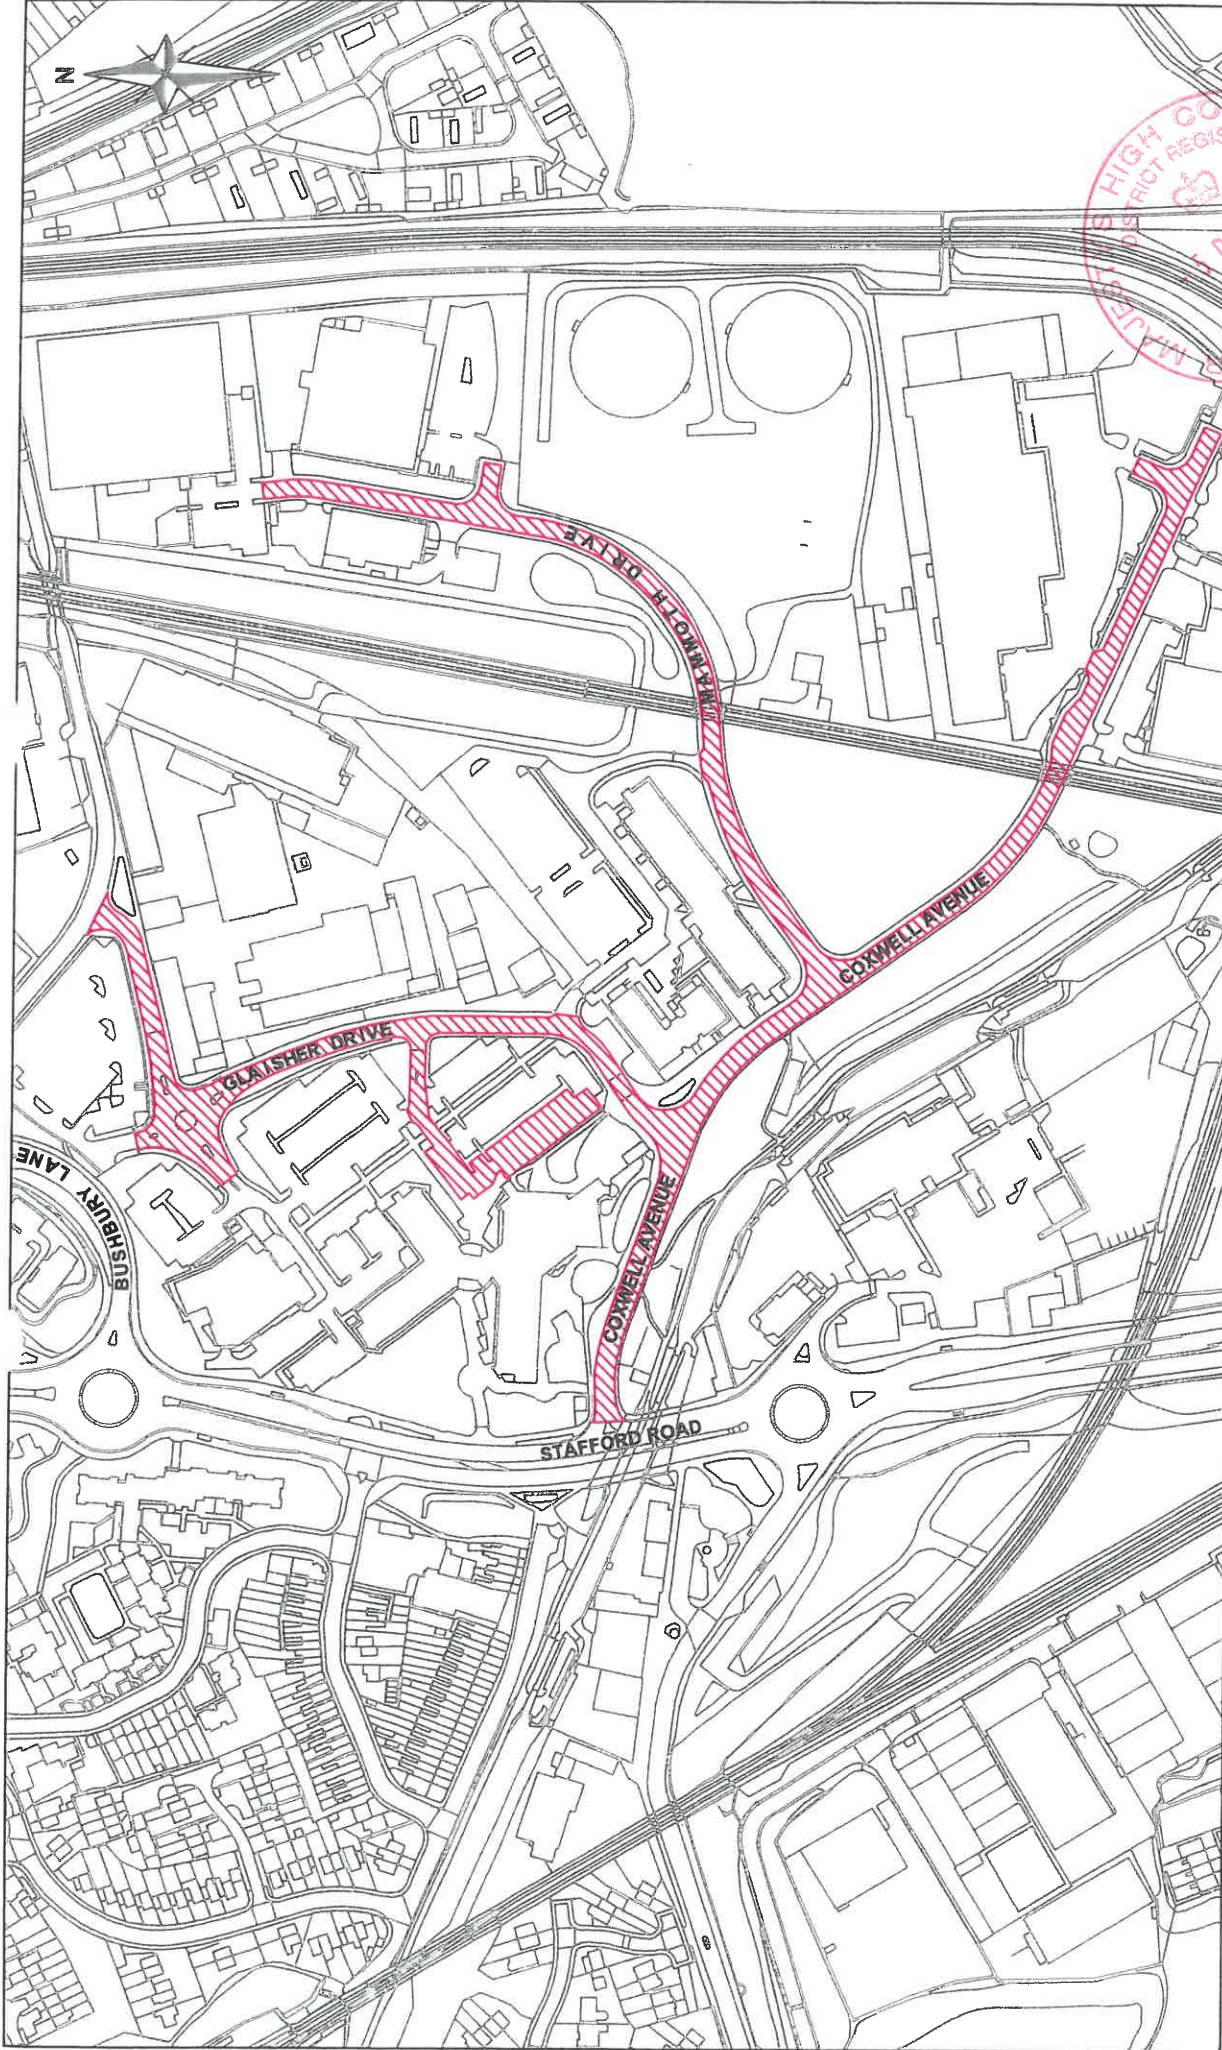 N
BUSHBURY LANE
GLAISHER DRIVE
MAMMOTH DRIVE
COXWELL AVENUE
COXWELL AVENUE
STAFFORD ROAD
MAJESTY'S HIGH CO
DISTRICT REGIS